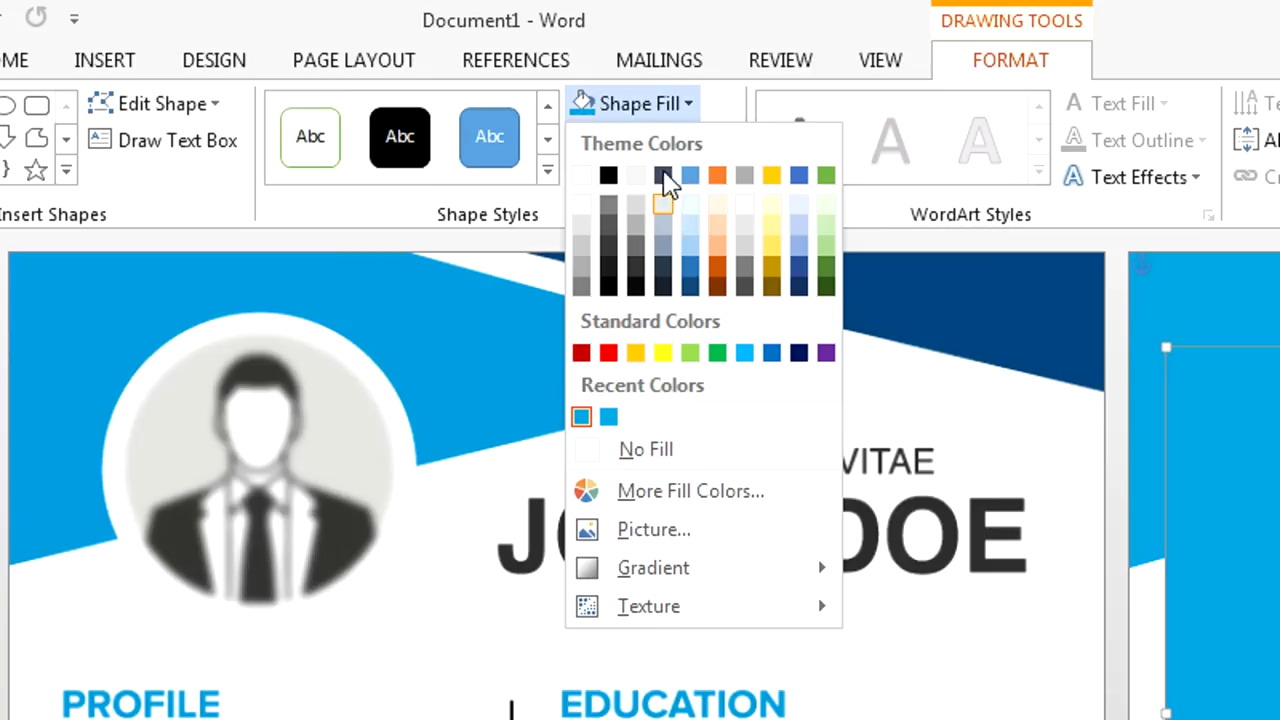 Document1 - Word
DRAWING TOOLS
INSERT
DESIGN
PAGE LAYOUT
REFERENCES
MAILINGS
REVIEW
VIEW
FORMAT
Edit Shape
Draw Text Box
Abc
Abc
Abc
Shape Fill
A
A
Text Fill
Text Outline
Text Effects
Insert Shapes
Shape Styles
WordArt Styles
Theme Colors
Standard Colors
Recent Colors
No Fill
More Fill Colors...
Picture...
Gradient
Texture
VITAE
DOE
PROFILE
EDUCATION